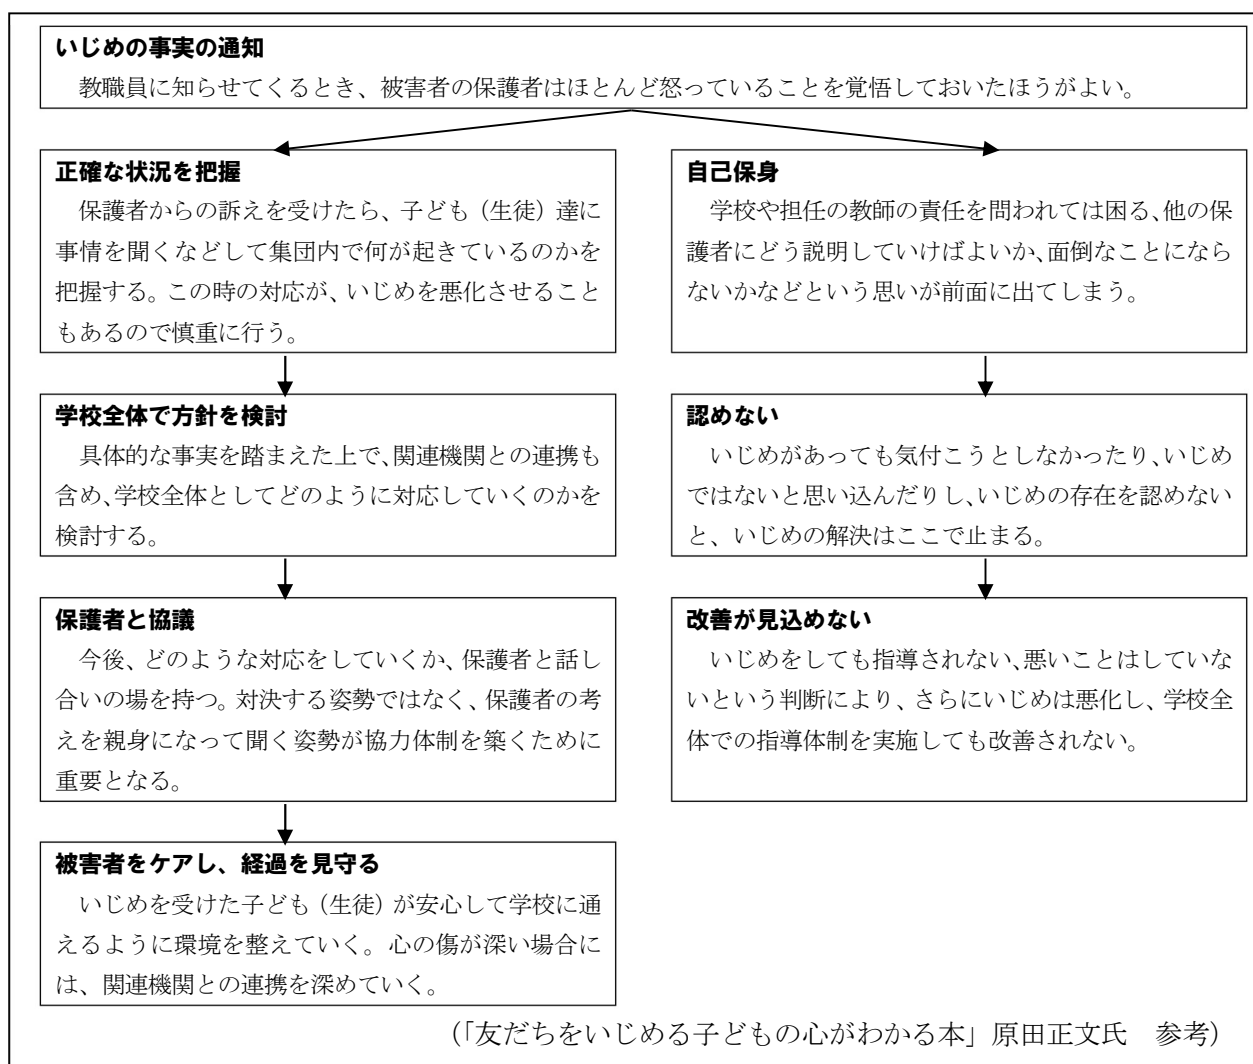 いじめの事実の通知
教職員に知らせてくるとき、被害者の保護者はほとんど怒っていることを覚悟しておいたほうがよい。
正確な状況を把握
保護者からの訴えを受けたら、子ども（生徒）達に
事情を聞くなどして集団内で何が起きているのかを
把握する。この時の対応が、いじめを悪化させること
もあるので慎重に行う。
学校全体で方針を検討
具体的な事実を踏まえた上で、関連機関との連携も
含め、学校全体としてどのように対応していくのかを
検討する。
保護者と協議
今後、どのような対応をしていくか、保護者と話し
合いの場を持つ。対決する姿勢ではなく、保護者の考
えを親身になって聞く姿勢が協力体制を築くために
重要となる。
被害者をケアし、経過を見守る
いじめを受けた子ども（生徒）が安心して学校に通
えるように環境を整えていく。心の傷が深い場合に
は、関連機関との連携を深めていく。
自己保身
学校や担任の教師の責任を問われては困る、他の保
護者にどう説明していけばよいか、面倒なことになら
ないかなどという思いが前面に出てしまう。
認めない
いじめがあっても気付こうとしなかったり、いじめ
ではないと思い込んだりし、いじめの存在を認めない
と、いじめの解決はここで止まる。
改善が見込めない
いじめをしても指導されない、悪いことはしていな
いという判断により、さらにいじめは悪化し、学校全
体での指導体制を実施しても改善されない。
（「友だちをいじめる子どもの心がわかる本」原田正文氏　参考）